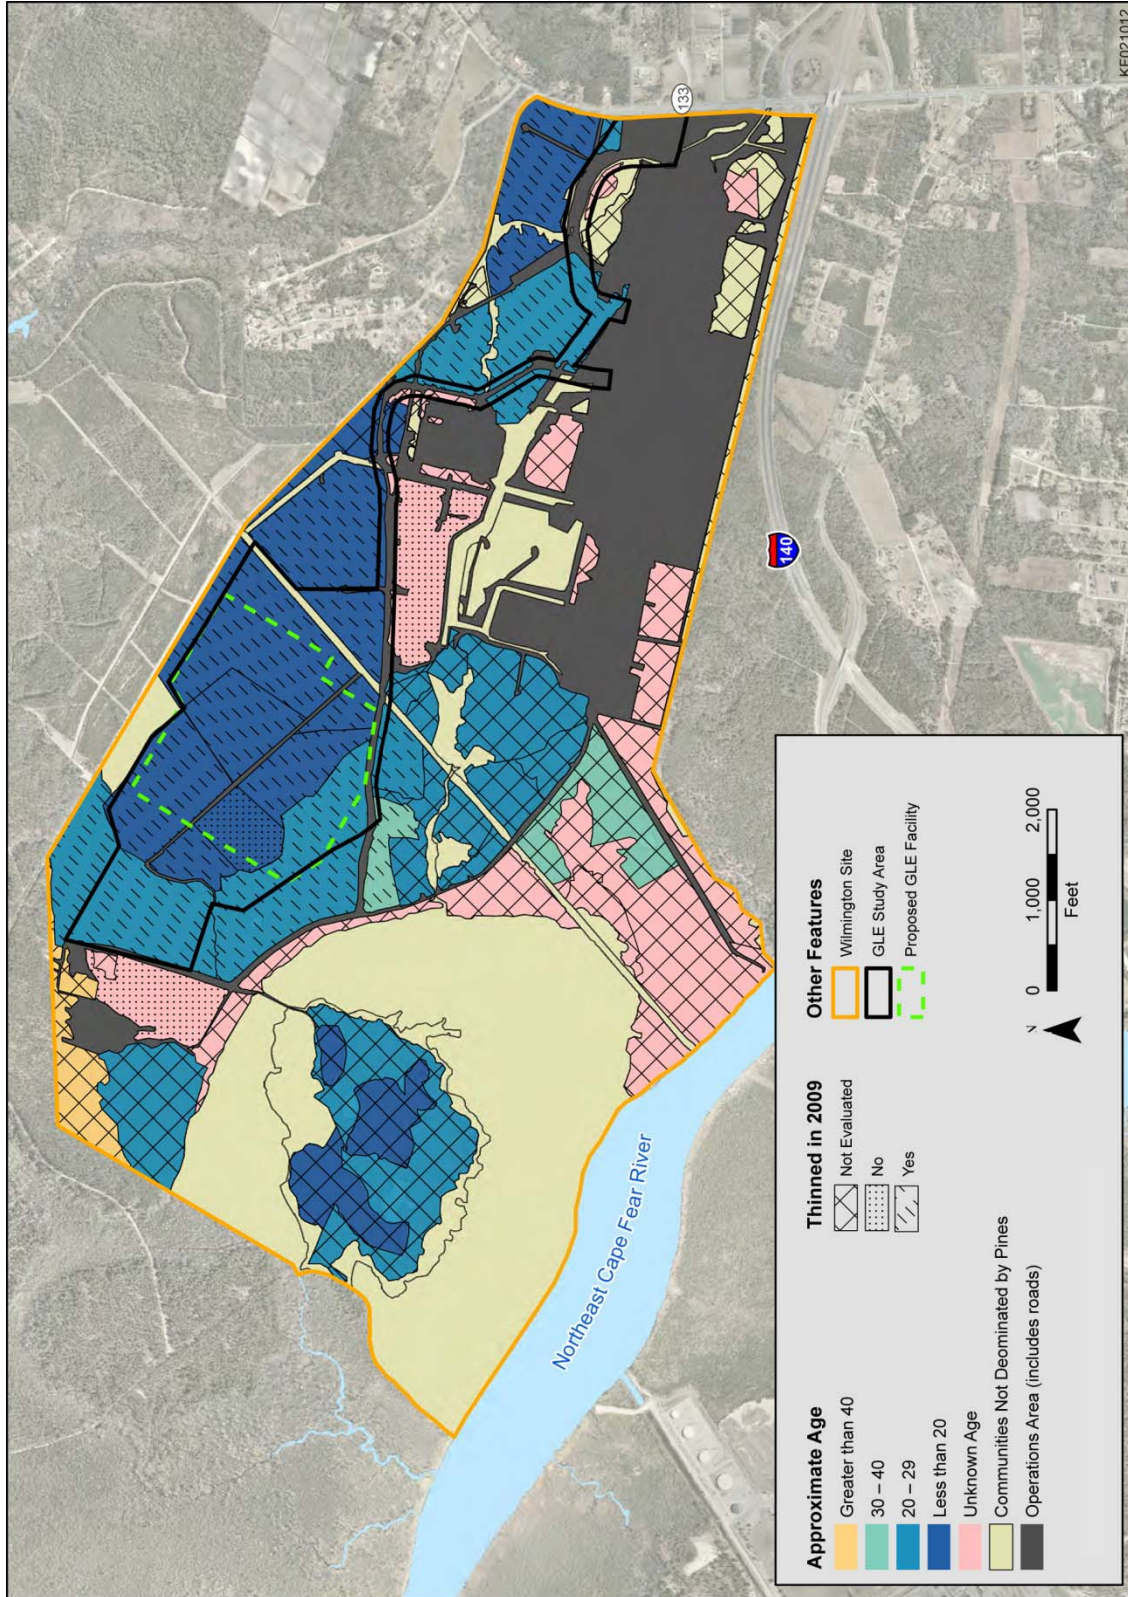 KE021012
133
140
Northeast Cape Fear River
Approximate Age
Greater than 40
30 – 40
20 – 29
Less than 20
Unknown Age
Communities Not Deominated by Pines
Operations Area (includes roads)
Thinned in 2009
Not Evaluated
No
Yes
Other Features
Wilmington Site
GLE Study Area
Proposed GLE Facility
N
0 1,000 2,000
Feet